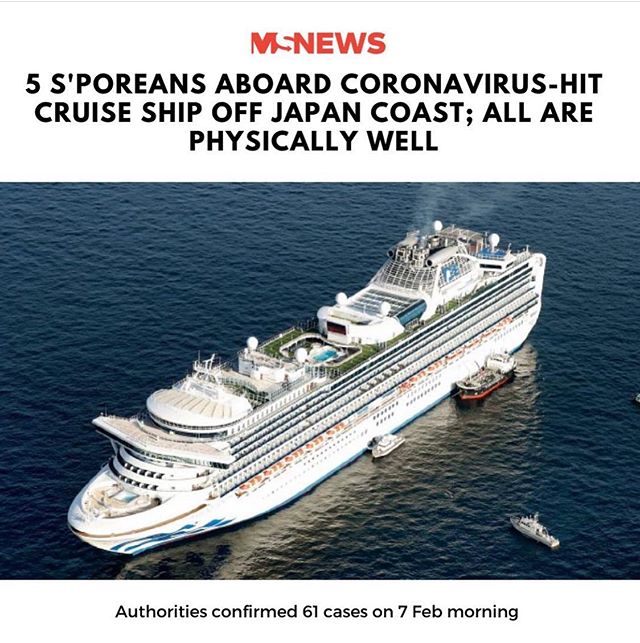 MSNEWS
5 S'POREANS ABOARD CORONAVIRUS-HIT
CRUISE SHIP OFF JAPAN COAST; ALL ARE
PHYSICALLY WELL
Authorities confirmed 61 cases on 7 Feb morning